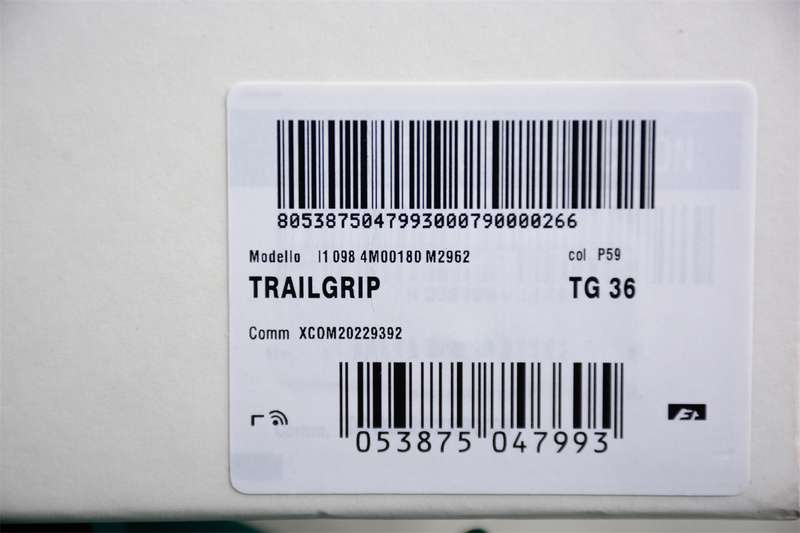 8053875047993000790000266
Modello I1 098 4M00180 M2962 col P59
TRAILGRIP TG 36
Comm XCOM20229392
053875 047993